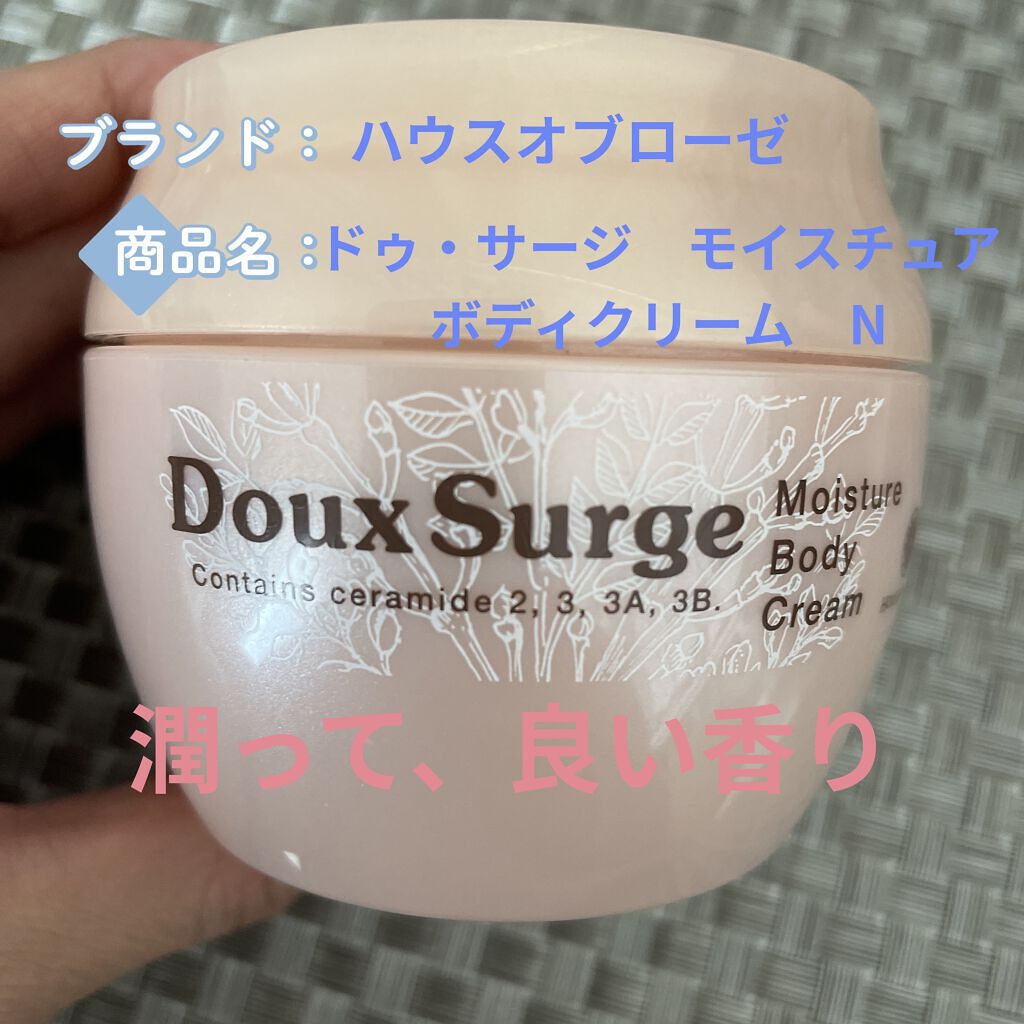 ブランド： ハウスオブローゼ
商品名：ドゥ・サージ　モイスチュア
ボディクリーム　N
Doux Surge
Contains ceramide 2, 3, 3A, 3B.
Moisture
Body
Cream
潤って、良い香り